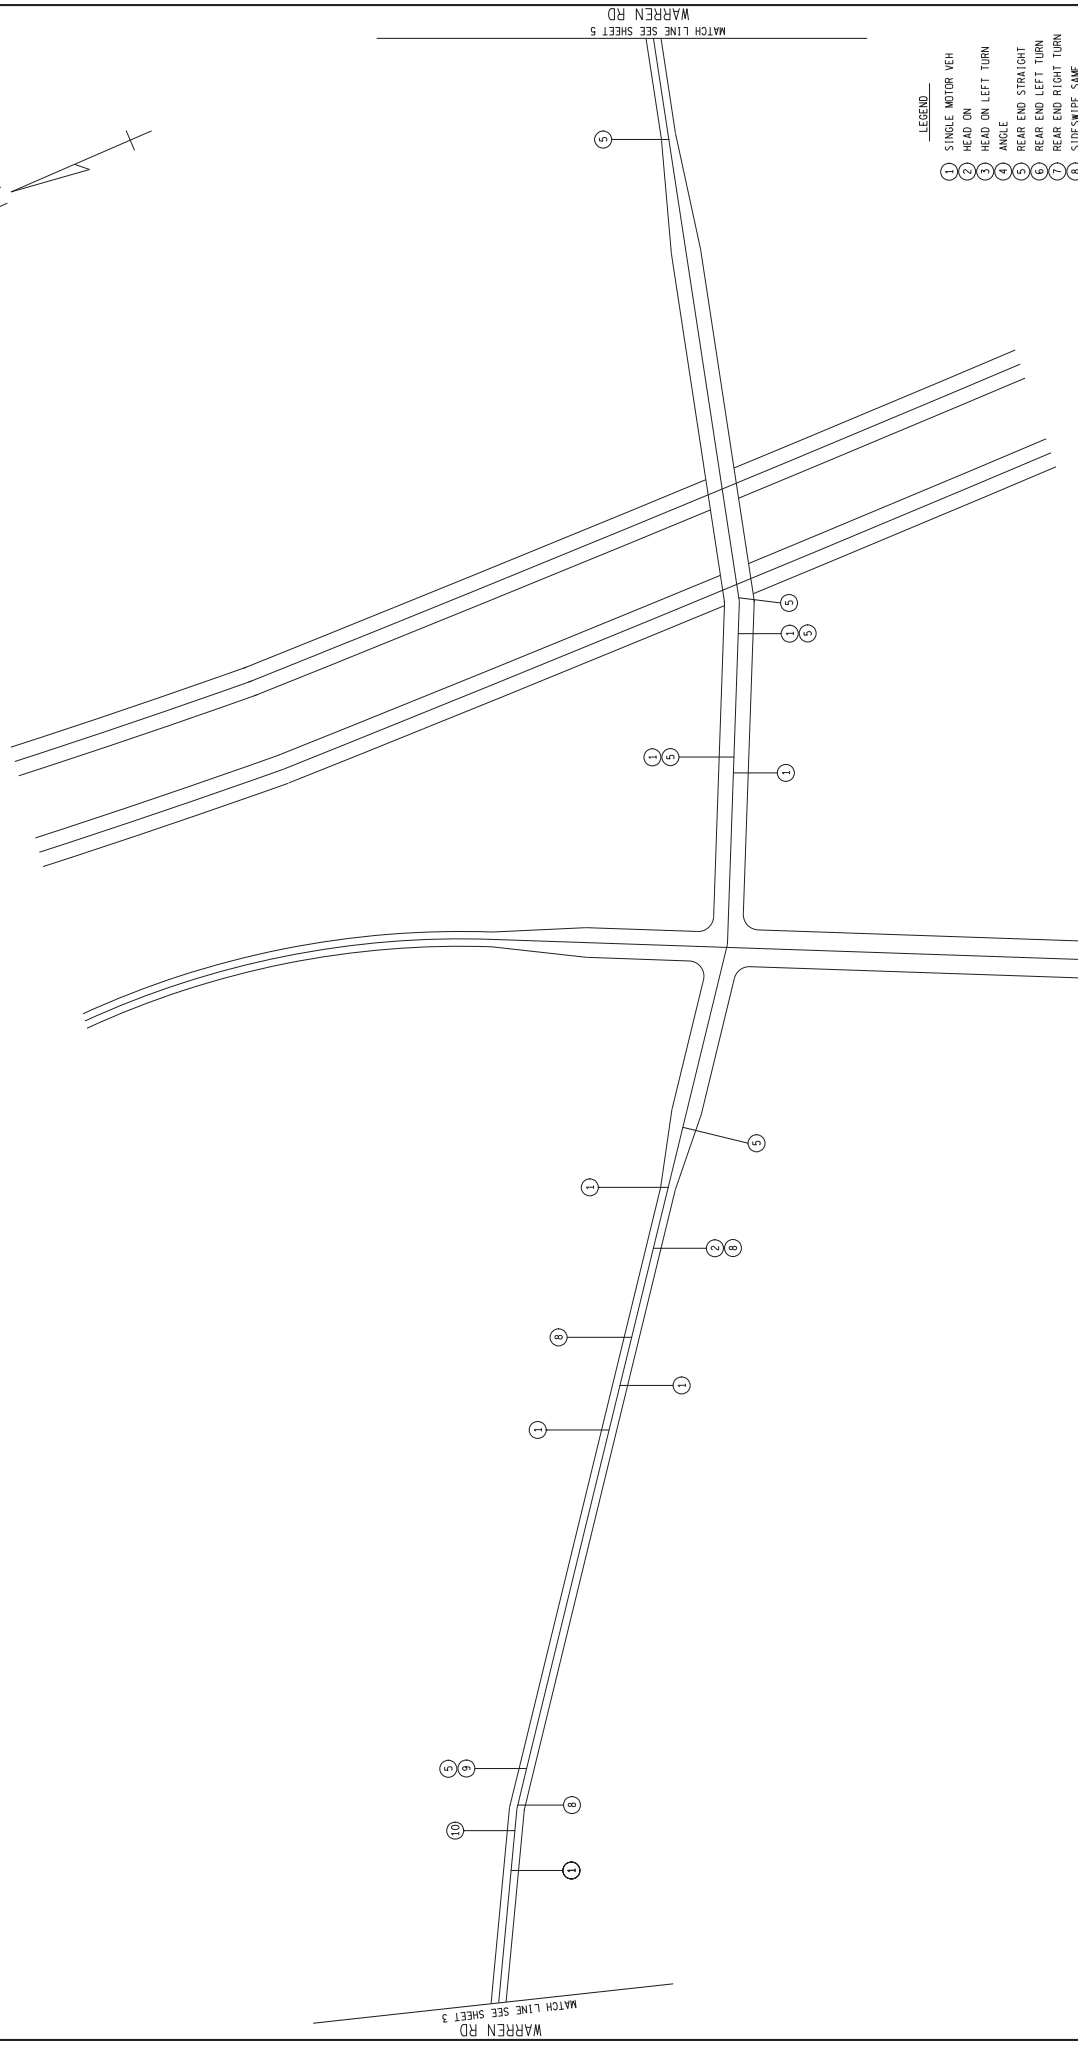 WARREN RD
MATCH LINE SEE SHEET 5
LEGEND
1 SINGLE MOTOR VEH
2 HEAD ON
3 HEAD ON LEFT TURN
4 ANGLE
5 REAR END STRAIGHT
6 REAR END LEFT TURN
7 REAR END RIGHT TURN
8 SIDESWIPE SAME
5
5
1 5
1 5
1
5
1
2 8
8
1
1
5 9
8
10
1
MATCH LINE SEE SHEET 3
WARREN RD